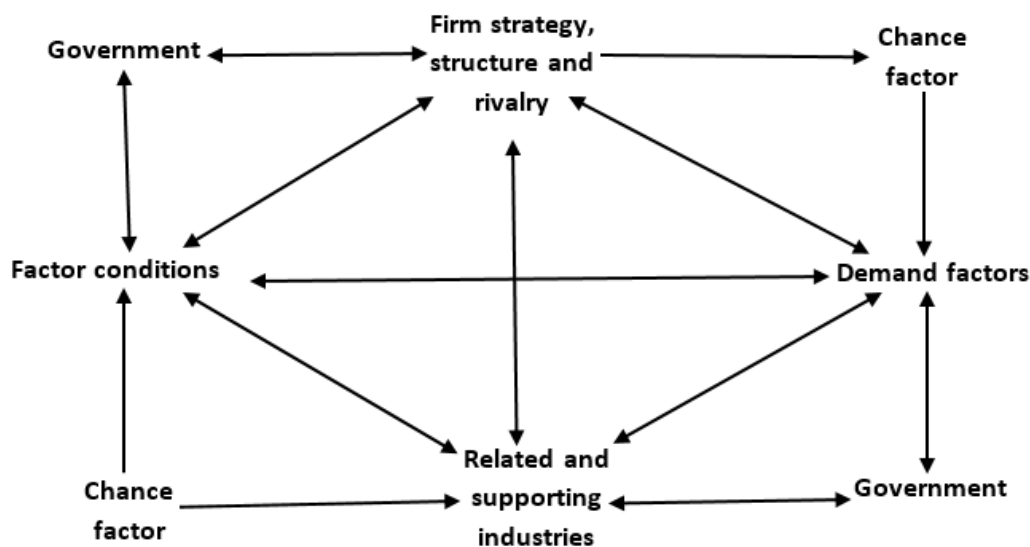 Government
Firm strategy,
structure and
rivalry
Chance
factor
Factor conditions
Demand factors
Chance
factor
Related and
supporting
industries
Government